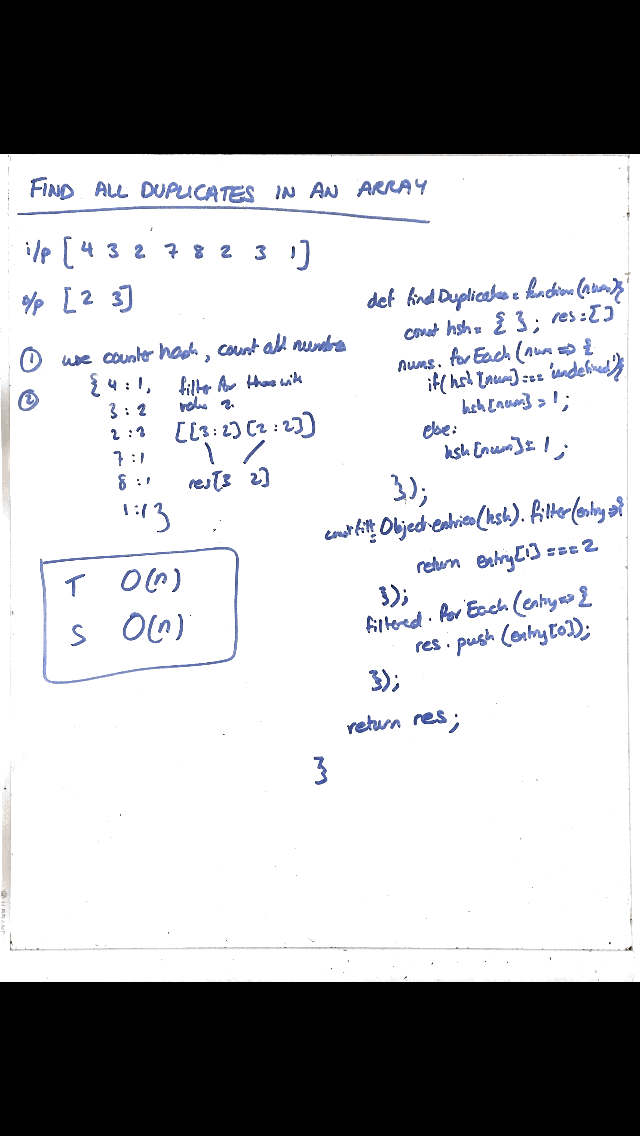 FIND ALL DUPLICATES IN AN ARRAY
i/p [ 4 3 2 7 8 2 3 1 ]
o/p [ 2 3 ]
① use counter hash, count all numbers
② { 4 : 1, filter for those with
3 : 2 value 2.
2 : 2 [[3:2] [2:2]]
7 : 1
8 : 1 res[3 2]
1 : 1 }
T O(n)
S O(n)
def findDuplicates = function(nums){
const hsh = { }; res = []
nums.forEach(num => {
if(hsh[num] === 'undefined'){
hsh[num] = 1;
else:
hsh[num] += 1;
});
const filt = Object.entries(hsh).filter(entry => {
return entry[1] === 2
});
filtered.forEach(entry => {
res.push(entry[0]);
});
return res;
}